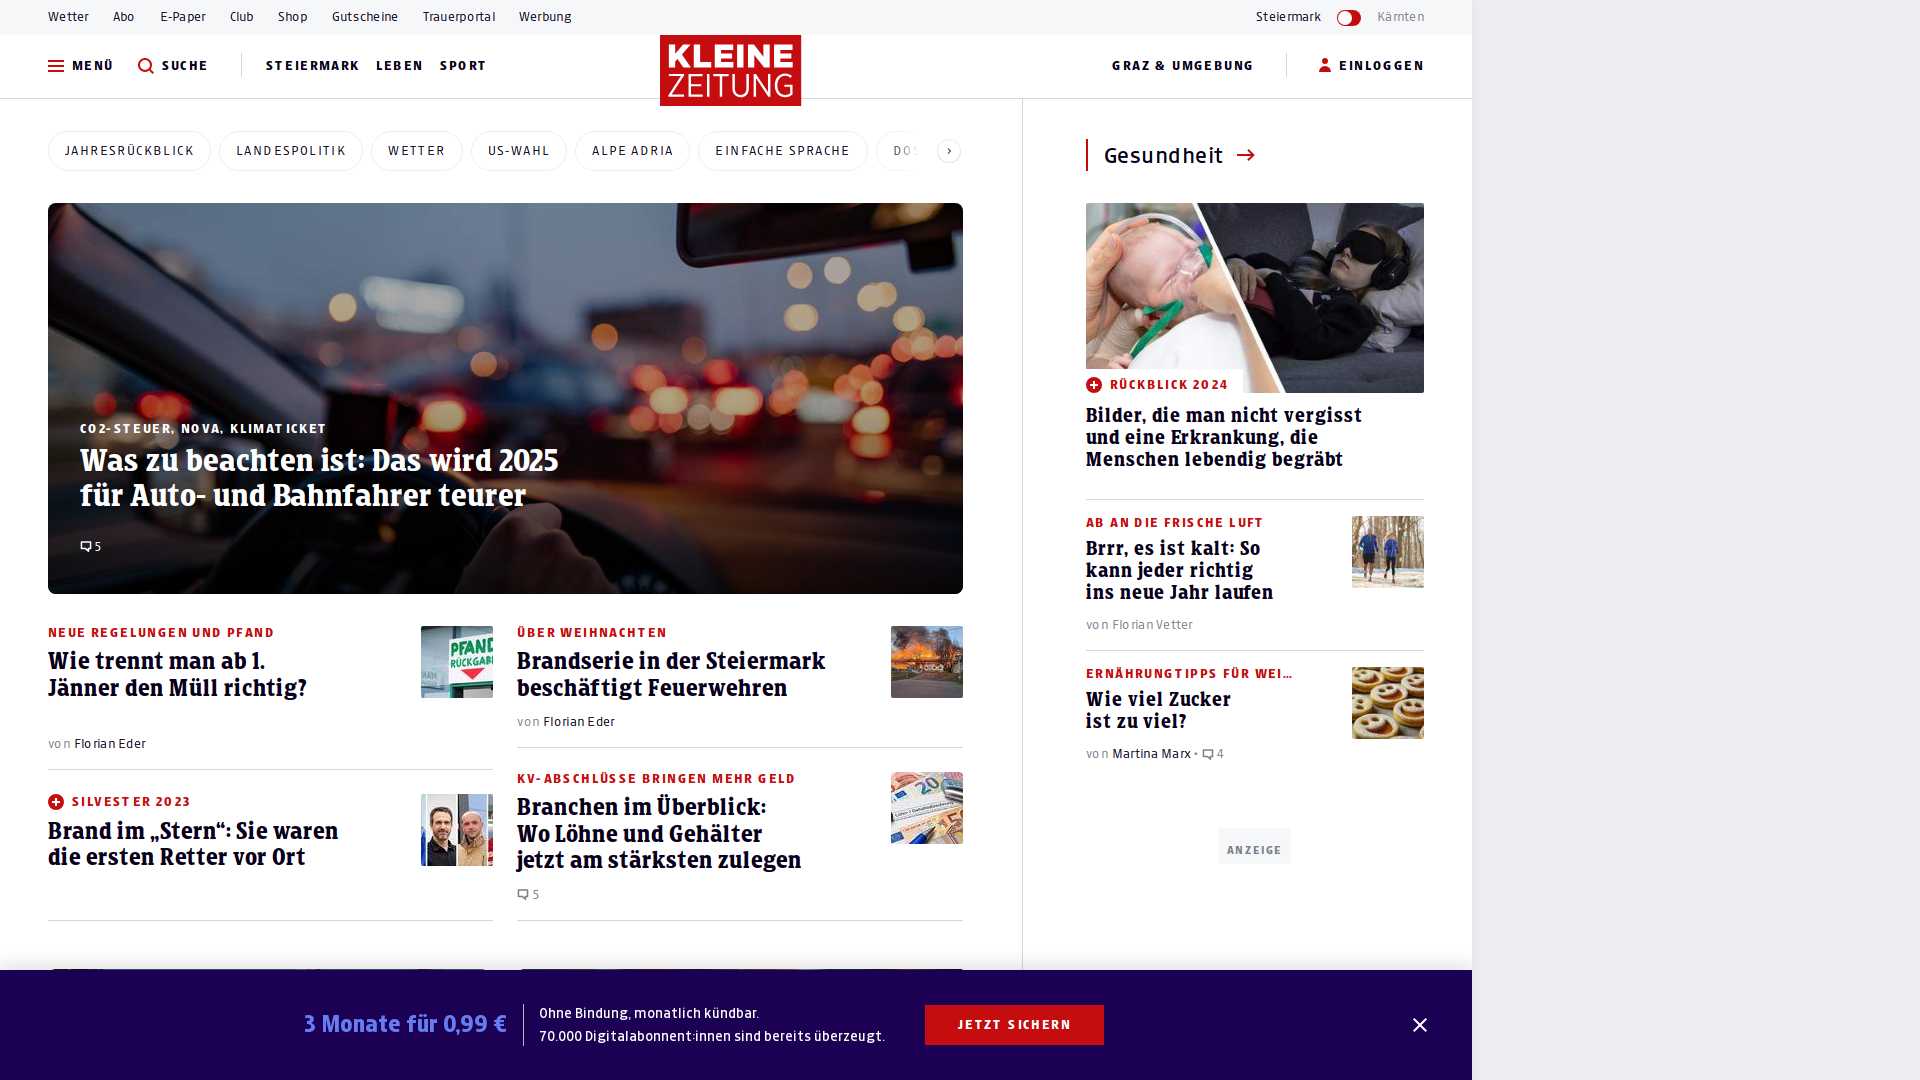 Wetter Abo E-Paper Club Shop Gutscheine Trauerportal Werbung Steiermark Kärnten
MENÜ SUCHE STEIERMARK LEBEN SPORT KLEINE ZEITUNG GRAZ & UMGEBUNG EINLOGGEN
JAHRESRÜCKBLICK LANDESPOLITIK WETTER US-WAHL ALPE ADRIA EINFACHE SPRACHE
CO2-STEUER, NOVA, KLIMATICKET
Was zu beachten ist: Das wird 2025
für Auto- und Bahnfahrer teurer
5
NEUE REGELUNGEN UND PFAND
Wie trennt man ab 1.
Jänner den Müll richtig?
von Florian Eder
PFAND
RÜCKGABE
SILVESTER 2023
Brand im „Stern“: Sie waren
die ersten Retter vor Ort
ÜBER WEIHNACHTEN
Brandserie in der Steiermark
beschäftigt Feuerwehren
von Florian Eder
KV-ABSCHLÜSSE BRINGEN MEHR GELD
Branchen im Überblick:
Wo Löhne und Gehälter
jetzt am stärksten zulegen
5
20
Gesundheit
RÜCKBLICK 2024
Bilder, die man nicht vergisst
und eine Erkrankung, die
Menschen lebendig begräbt
AB AN DIE FRISCHE LUFT
Brrr, es ist kalt: So
kann jeder richtig
ins neue Jahr laufen
von Florian Vetter
ERNÄHRUNGTIPPS FÜR WEI...
Wie viel Zucker
ist zu viel?
von Martina Marx • 4
ANZEIGE
3 Monate für 0,99 €
Ohne Bindung, monatlich kündbar.
70.000 Digitalabonnent:innen sind bereits überzeugt.
JETZT SICHERN